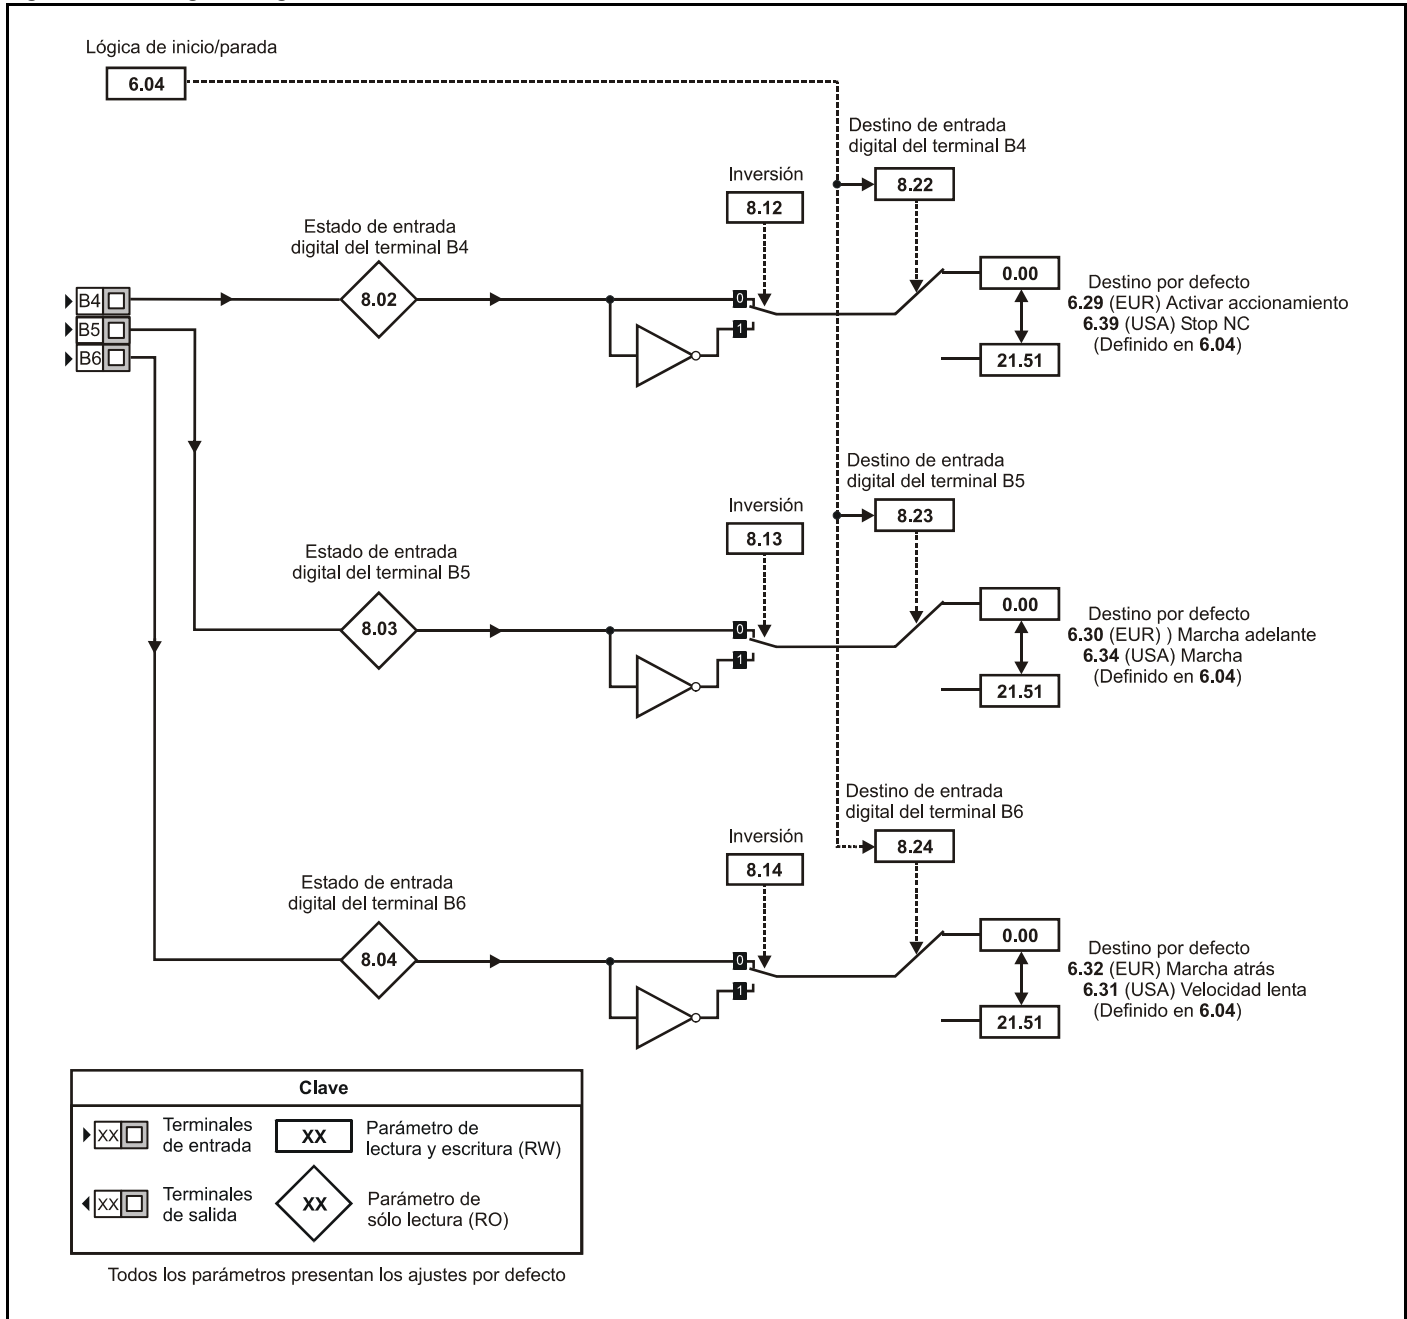 Lógica de inicio/parada
6.04
Destino de entrada
digital del terminal B4
8.22
Inversión
8.12
Estado de entrada
digital del terminal B4
8.02
B4
B5
B6
0
1
0.00
21.51
Destino por defecto
6.29 (EUR) Activar accionamiento
6.39 (USA) Stop NC
(Definido en 6.04)
Destino de entrada
digital del terminal B5
8.23
Inversión
8.13
Estado de entrada
digital del terminal B5
8.03
0
1
0.00
21.51
Destino por defecto
6.30 (EUR) ) Marcha adelante
6.34 (USA) Marcha
(Definido en 6.04)
Destino de entrada
digital del terminal B6
8.24
Inversión
8.14
Estado de entrada
digital del terminal B6
8.04
0
1
0.00
21.51
Destino por defecto
6.32 (EUR) Marcha atrás
6.31 (USA) Velocidad lenta
(Definido en 6.04)
Clave
XX
Terminales
de entrada
XX
Parámetro de
lectura y escritura (RW)
XX
Terminales
de salida
XX
Parámetro de
sólo lectura (RO)
Todos los parámetros presentan los ajustes por defecto